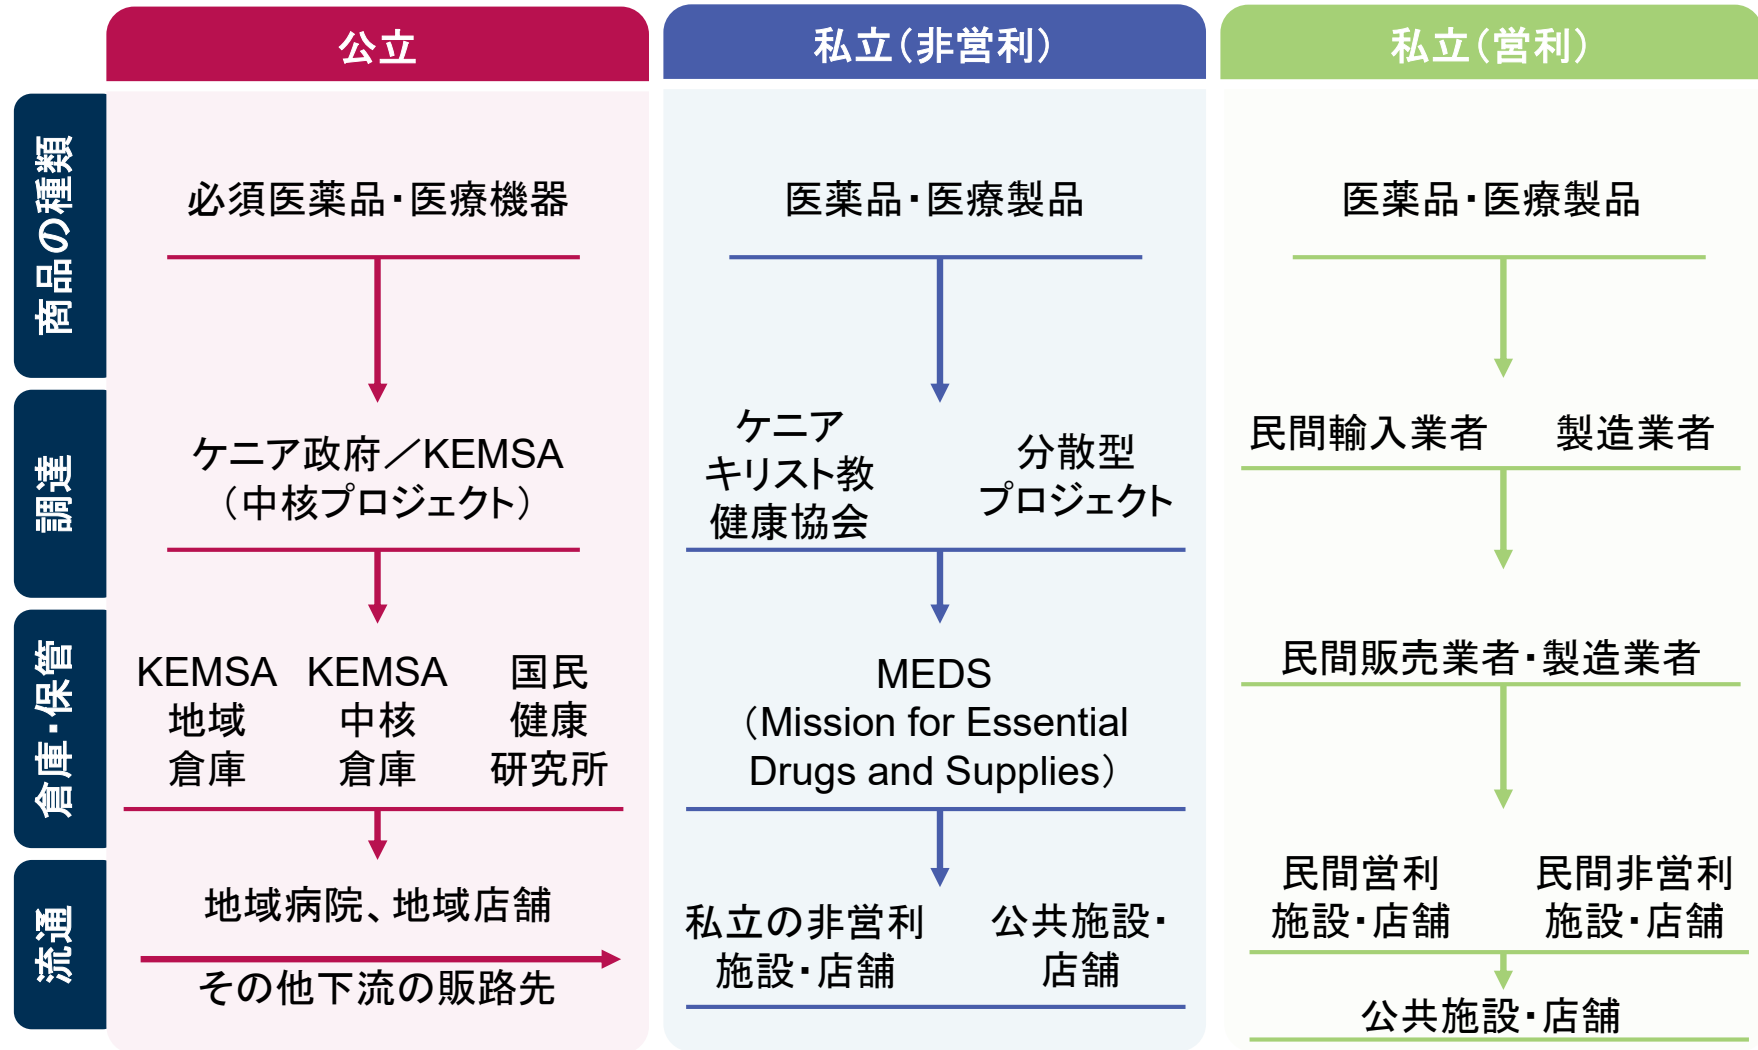 公立
私立（非営利）
私立（営利）
商品の種類
必須医薬品・医療機器
医薬品・医療製品
医薬品・医療製品
調達
ケニア政府／KEMSA
（中核プロジェクト）
ケニア
キリスト教
健康協会
分散型
プロジェクト
民間輸入業者
製造業者
倉庫・保管
KEMSA
地域
倉庫
KEMSA
中核
倉庫
国民
健康
研究所
MEDS
（Mission for Essential
Drugs and Supplies）
民間販売業者・製造業者
流通
地域病院、地域店舗
その他下流の販路先
私立の非営利
施設・店舗
公共施設・
店舗
民間営利
施設・店舗
民間非営利
施設・店舗
公共施設・店舗